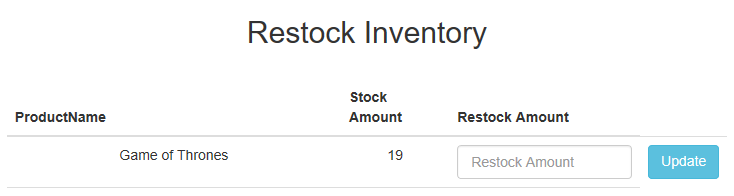 Restock Inventory
ProductName Stock Amount Restock Amount
Game of Thrones 19 Restock Amount Update